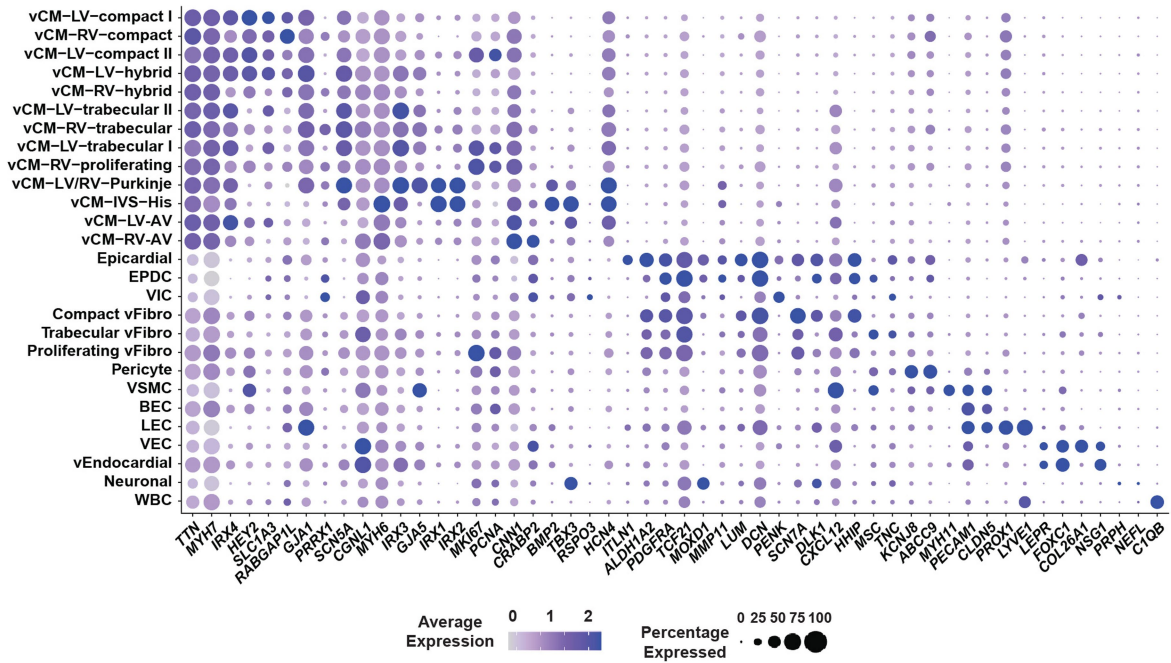 vCM−LV−compact I
vCM−RV−compact
vCM−LV−compact II
vCM−LV−hybrid
vCM−RV−hybrid
vCM−LV−trabecular II
vCM−RV−trabecular
vCM−LV−trabecular I
vCM−RV−proliferating
vCM−LV/RV−Purkinje
vCM−IVS−His
vCM−LV-AV
vCM−RV-AV
Epicardial
EPDC
VIC
Compact vFibro
Trabecular vFibro
Proliferating vFibro
Pericyte
VSMC
BEC
LEC
VEC
vEndocardial
Neuronal
WBC
TTN
MYH7
IRX4
HEY2
SLC1A3
RABGAP1L
GJA1
PRRX1
SCN5A
CGNL1
MYH6
IRX3
GJA5
IRX1
IRX2
MKI67
PCNA
CNN1
CRABP2
BMP2
TBX3
RSPO3
HCN4
ITLN1
ALDH1A2
PDGFRA
TCF21
MOXD1
MMP11
LUM
DCN
PENK
SCN7A
DLK1
CXCL12
HHIP
MSC
TNC
KCNJ8
ABCC9
MYH11
PECAM1
CLDN5
PROX1
LYVE1
LEPR
FOXC1
COL26A1
NSG1
PRPH
NEFL
C1QB
Average
Expression
0 1 2
Percentage
Expressed
0 25 50 75 100